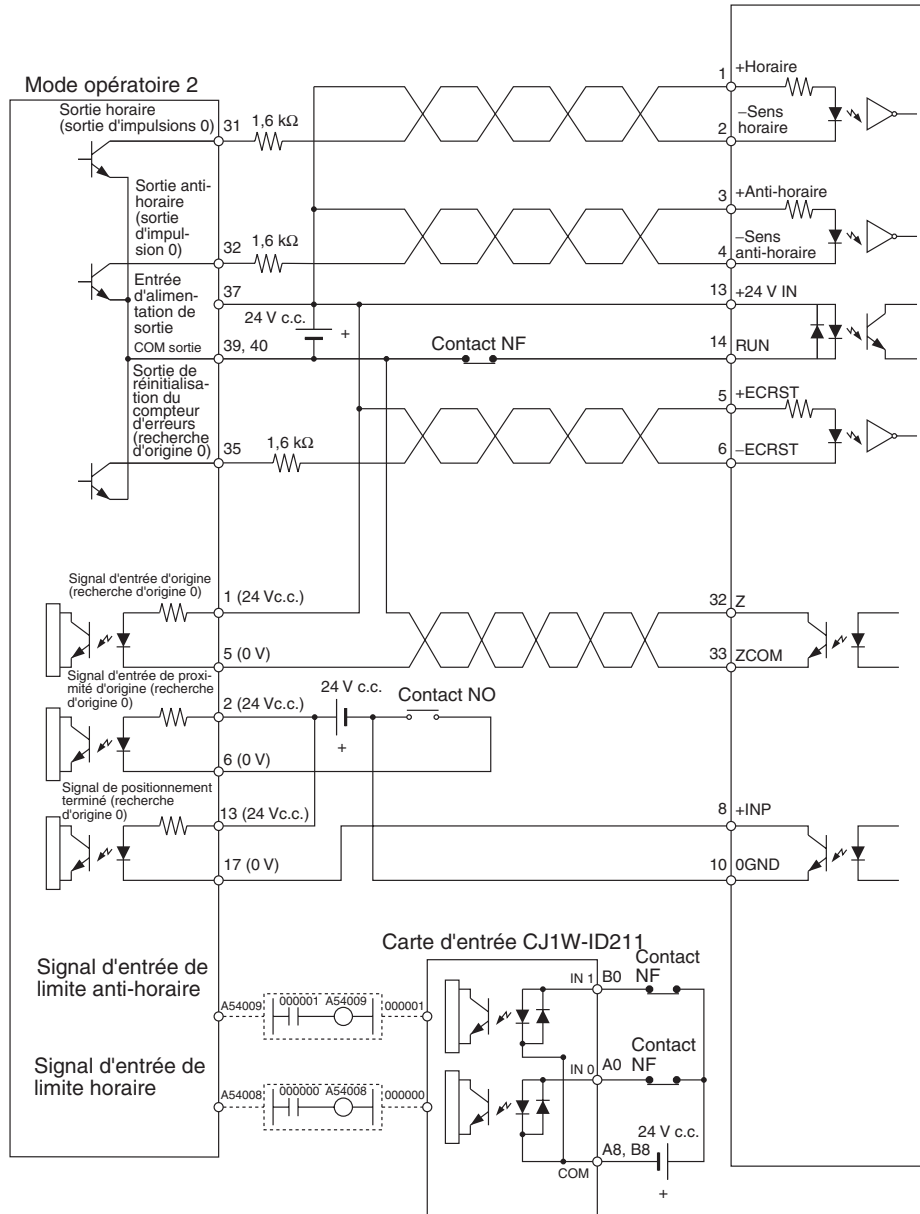 Mode opératoire 2
Sortie horaire
(sortie d'impulsions 0)
31
1,6 kΩ
1
+Horaire
–Sens
horaire
2
Sortie anti-
horaire
(sortie
d'impul-
sion 0)
32
1,6 kΩ
3
+Anti-horaire
–Sens
anti-horaire
4
Entrée
d'alimen-
tation de
sortie
37
24 V c.c.
+
13
+24 V IN
COM sortie
39, 40
Contact NF
14
RUN
Sortie de
réinitialisa-
tion du
compteur
d'erreurs
(recherche
d'origine 0)
35
1,6 kΩ
5
+ECRST
6
–ECRST
Signal d'entrée d'origine
(recherche d'origine 0)
1 (24 Vc.c.)
5 (0 V)
32
Z
33
ZCOM
Signal d'entrée de proxi-
mité d'origine (recherche
d'origine 0)
2 (24 Vc.c.)
24 V c.c.
+
Contact NO
6 (0 V)
Signal de positionnement
terminé (recherche
d'origine 0)
13 (24 Vc.c.)
17 (0 V)
8
+INP
10
0GND
Carte d'entrée CJ1W-ID211
Signal d'entrée de
limite anti-horaire
A54009
000001
A54009
000001
IN 1
B0
Contact
NF
Signal d'entrée de
limite horaire
A54008
000000
A54008
000000
IN 0
A0
Contact
NF
COM
A8, B8
24 V c.c.
+